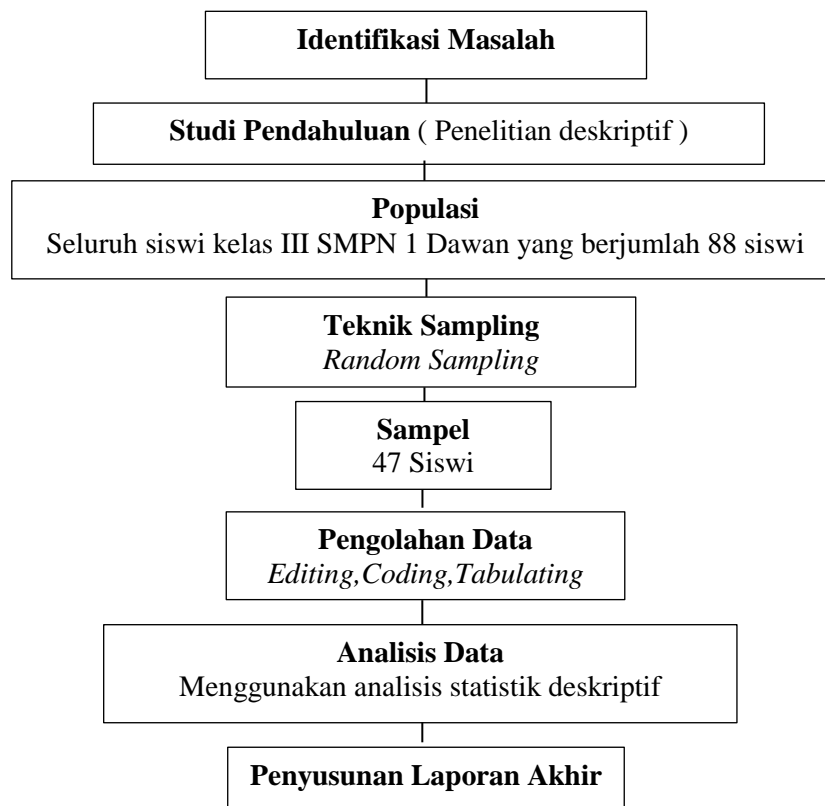 Identifikasi Masalah
Studi Pendahuluan ( Penelitian deskriptif )
Populasi
Seluruh siswi kelas III SMPN 1 Dawan yang berjumlah 88 siswi
Teknik Sampling
Random Sampling
Sampel
47 Siswi
Pengolahan Data
Editing,Coding,Tabulating
Analisis Data
Menggunakan analisis statistik deskriptif
Penyusunan Laporan Akhir